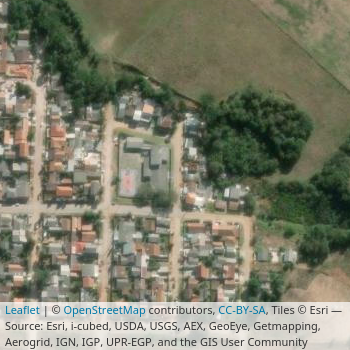 Leaflet | © OpenStreetMap contributors, CC-BY-SA, Tiles © Esri —
Source: Esri, i-cubed, USDA, USGS, AEX, GeoEye, Getmapping,
Aerogrid, IGN, IGP, UPR-EGP, and the GIS User Community